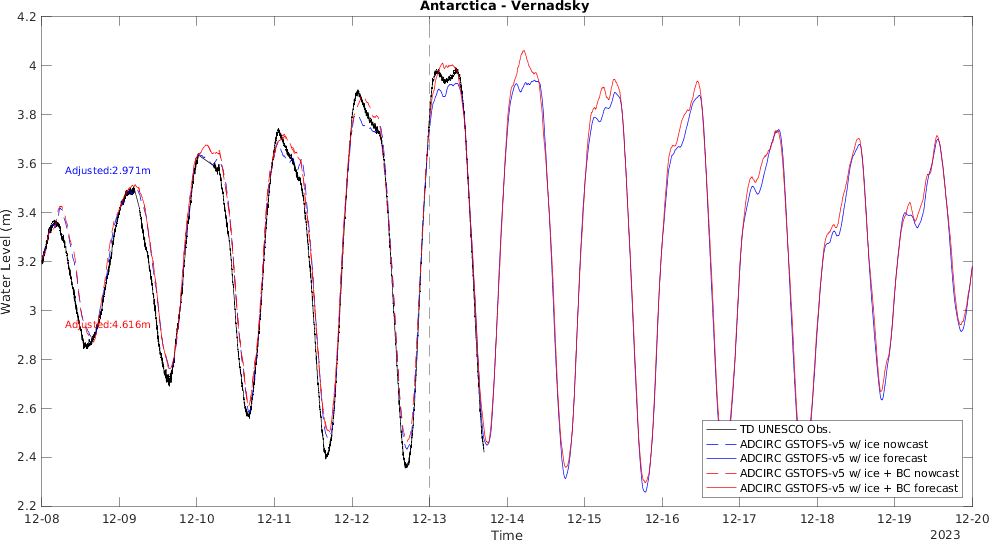 Antarctica - Vernadsky
4.2
4
3.8
3.6
3.4
3.2
3
2.8
2.6
2.4
2.2
Water Level (m)
Adjusted:2.971m
Adjusted:4.616m
TD UNESCO Obs.
ADCIRC GSTOFS-v5 w/ ice nowcast
ADCIRC GSTOFS-v5 w/ ice forecast
ADCIRC GSTOFS-v5 w/ ice + BC nowcast
ADCIRC GSTOFS-v5 w/ ice + BC forecast
12-08 12-09 12-10 12-11 12-12 12-13 12-14 12-15 12-16 12-17 12-18 12-19 12-20
Time
2023